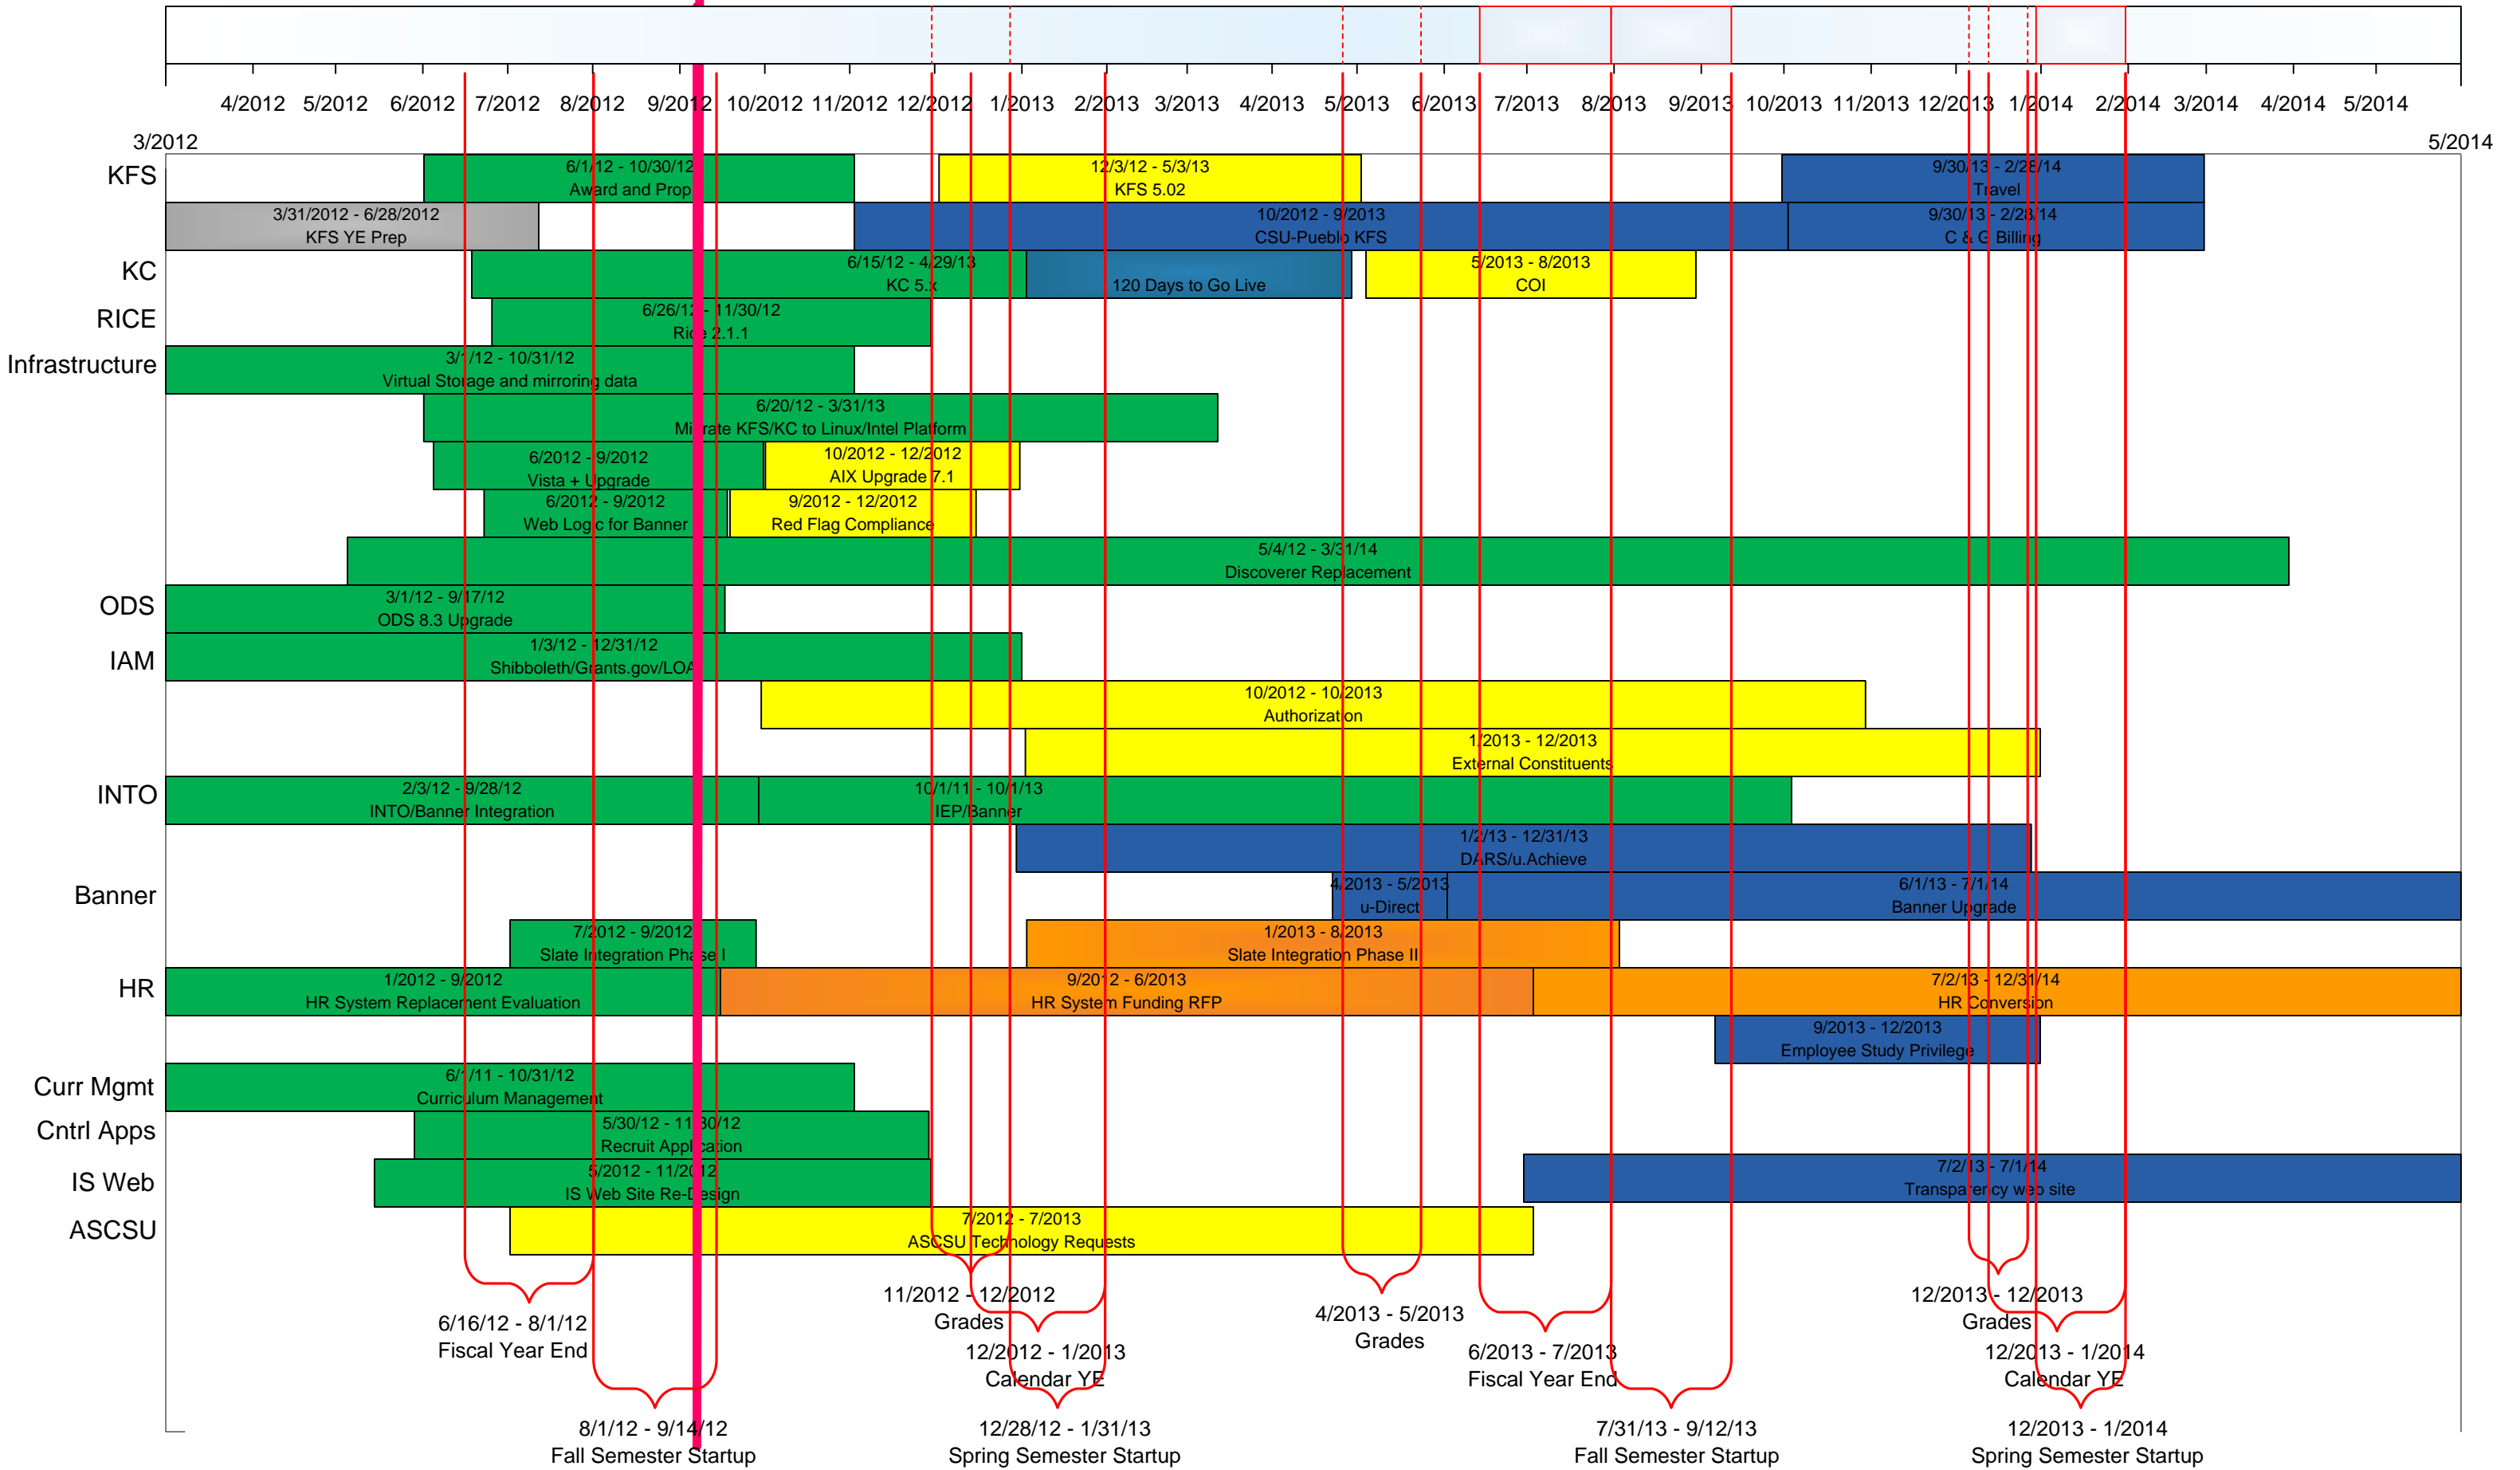 4/2012 5/2012 6/2012 7/2012 8/2012 9/2012 10/2012 11/2012 12/2012 1/2013 2/2013 3/2013 4/2013 5/2013 6/2013 7/2013 8/2013 9/2013 10/2013 11/2013 12/2013 1/2014 2/2014 3/2014 4/2014 5/2014
3/2012 5/2014
KFS
6/1/12 - 10/30/12
Award and Prop
12/3/12 - 5/3/13
KFS 5.02
9/30/13 - 2/28/14
Travel
3/31/2012 - 6/28/2012
KFS YE Prep
10/2012 - 9/2013
CSU-Pueblo KFS
9/30/13 - 2/28/14
C & G Billing
KC
6/15/12 - 4/29/13
KC 5.x
120 Days to Go Live
5/2013 - 8/2013
COI
RICE
6/26/12 - 11/30/12
Rice 2.1.1
Infrastructure
3/1/12 - 10/31/12
Virtual Storage and mirroring data
6/20/12 - 3/31/13
Migrate KFS/KC to Linux/Intel Platform
6/2012 - 9/2012
Vista + Upgrade
10/2012 - 12/2012
AIX Upgrade 7.1
6/2012 - 9/2012
Web Logic for Banner
9/2012 - 12/2012
Red Flag Compliance
5/4/12 - 3/31/14
Discoverer Replacement
ODS
3/1/12 - 9/17/12
ODS 8.3 Upgrade
IAM
1/3/12 - 12/31/12
Shibboleth/Grants.gov/LOA
10/2012 - 10/2013
Authorization
1/2013 - 12/2013
External Constituents
INTO
2/3/12 - 9/28/12
INTO/Banner Integration
10/1/11 - 10/1/13
IEP/Banner
1/2/13 - 12/31/13
DARS/u.Achieve
Banner
4/2013 - 5/2013
u-Direct
6/1/13 - 7/1/14
Banner Upgrade
7/2012 - 9/2012
Slate Integration Phase I
1/2013 - 8/2013
Slate Integration Phase II
HR
1/2012 - 9/2012
HR System Replacement Evaluation
9/2012 - 6/2013
HR System Funding RFP
7/2/13 - 12/31/14
HR Conversion
9/2013 - 12/2013
Employee Study Privilege
Curr Mgmt
6/1/11 - 10/31/12
Curriculum Management
Cntrl Apps
5/30/12 - 11/30/12
Recruit Application
IS Web
5/2012 - 11/2012
IS Web Site Re-Design
7/2/13 - 7/1/14
Transparency web site
ASCSU
7/2012 - 7/2013
ASCSU Technology Requests
6/16/12 - 8/1/12
Fiscal Year End
11/2012 - 12/2012
Grades
4/2013 - 5/2013
Grades
12/2013 - 12/2013
Grades
12/2012 - 1/2013
Calendar YE
6/2013 - 7/2013
Fiscal Year End
12/2013 - 1/2014
Calendar YE
8/1/12 - 9/14/12
Fall Semester Startup
12/28/12 - 1/31/13
Spring Semester Startup
7/31/13 - 9/12/13
Fall Semester Startup
12/2013 - 1/2014
Spring Semester Startup